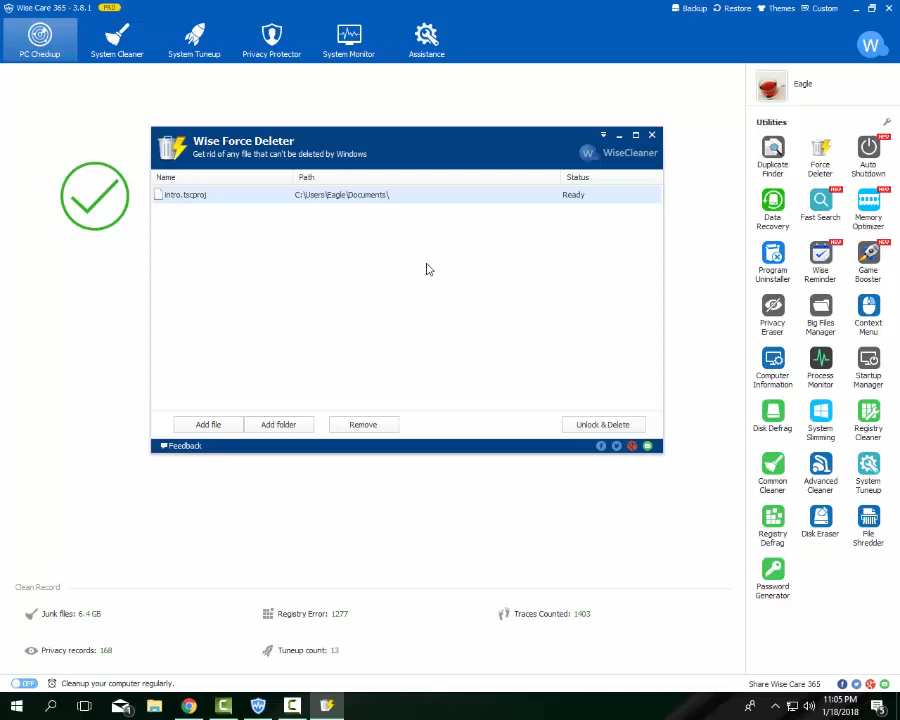 Wise Care 365 - 3.8.1 PRO
Backup Restore Themes Custom
PC Checkup System Cleaner System Tuneup Privacy Protector System Monitor Assistance
W
Eagle
Utilities
Duplicate Finder
Force Deleter
NEW
Auto Shutdown
Data Recovery
NEW
Fast Search
NEW
Memory Optimizer
Program Uninstaller
NEW
Wise Reminder
NEW
Game Booster
Privacy Eraser
Big Files Manager
Context Menu
Computer Information
Process Monitor
Startup Manager
Disk Defrag
System Slimming
Registry Cleaner
Common Cleaner
Advanced Cleaner
System Tuneup
Registry Defrag
Disk Eraser
File Shredder
Password Generator
Wise Force Deleter
Get rid of any file that can't be deleted by Windows
W WiseCleaner
Name Path Status
intro.tscproj C:\Users\Eagle\Documents\ Ready
Add file Add folder Remove Unlock & Delete
Feedback
Clean Record
Junk files: 6.4 GB
Registry Error: 1277
Traces Counted: 1403
Privacy records: 168
Tuneup count: 13
OFF Cleanup your computer regularly.
Share Wise Care 365
11:05 PM
1/18/2018